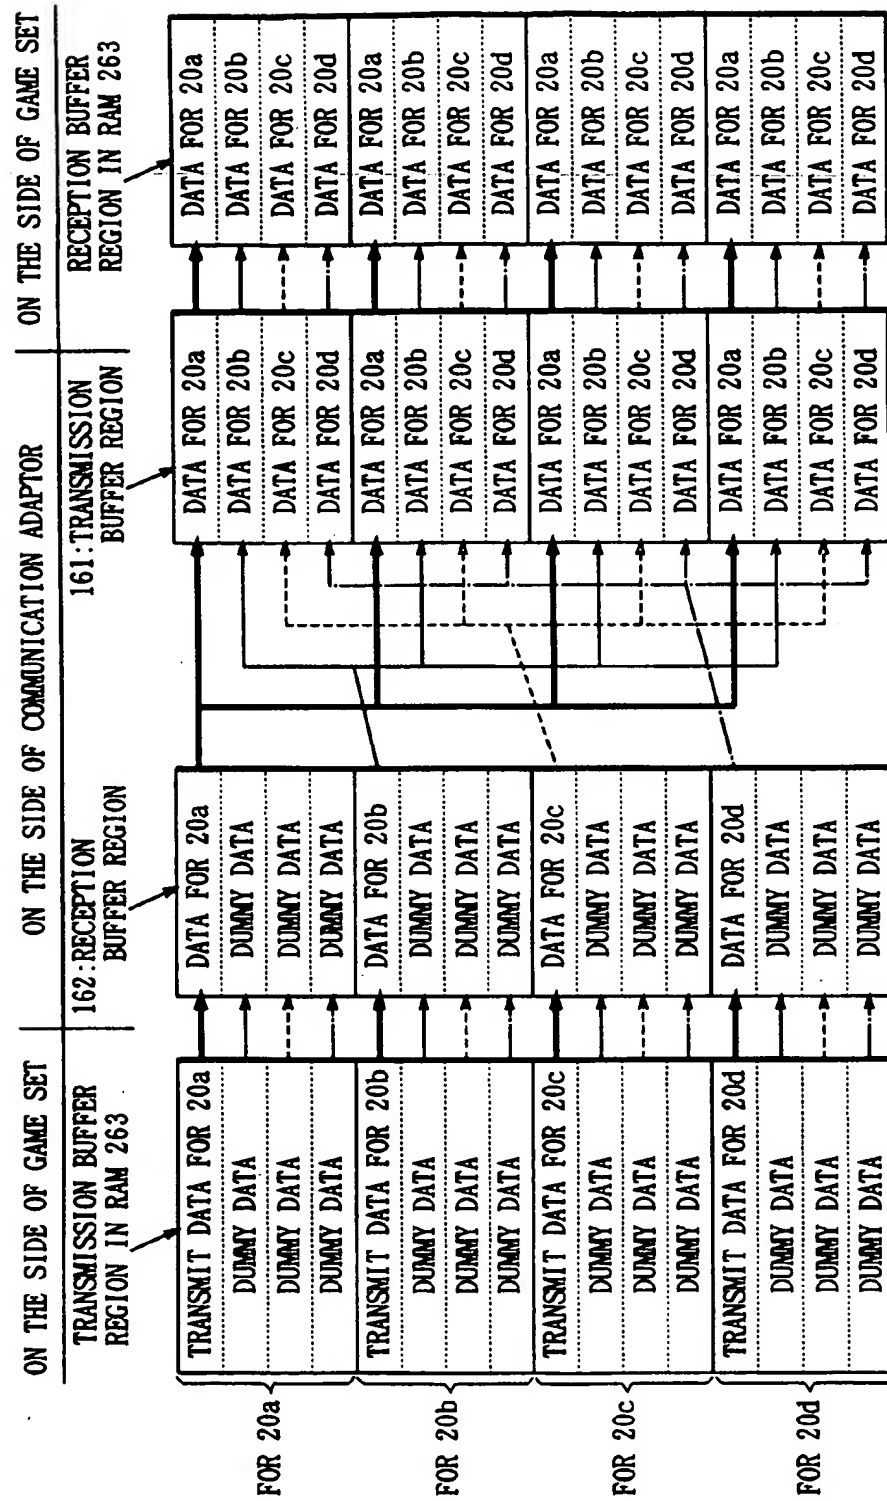 ON THE SIDE OF GAME SET
ON THE SIDE OF COMMUNICATION ADAPTOR
ON THE SIDE OF GAME SET
TRANSMISSION BUFFER
REGION IN RAM 263
162:RECEPTION
BUFFER REGION
161:TRANSMISSION
BUFFER REGION
RECEPTION BUFFER
REGION IN RAM 263
FOR 20a
TRANSMIT DATA FOR 20a
DUMMY DATA
DUMMY DATA
DUMMY DATA
FOR 20b
TRANSMIT DATA FOR 20b
DUMMY DATA
DUMMY DATA
DUMMY DATA
FOR 20c
TRANSMIT DATA FOR 20c
DUMMY DATA
DUMMY DATA
DUMMY DATA
FOR 20d
TRANSMIT DATA FOR 20d
DUMMY DATA
DUMMY DATA
DUMMY DATA
DATA FOR 20a
DUMMY DATA
DUMMY DATA
DUMMY DATA
DATA FOR 20b
DUMMY DATA
DUMMY DATA
DUMMY DATA
DATA FOR 20c
DUMMY DATA
DUMMY DATA
DUMMY DATA
DATA FOR 20d
DUMMY DATA
DUMMY DATA
DUMMY DATA
DATA FOR 20a
DATA FOR 20b
DATA FOR 20c
DATA FOR 20d
DATA FOR 20a
DATA FOR 20b
DATA FOR 20c
DATA FOR 20d
DATA FOR 20a
DATA FOR 20b
DATA FOR 20c
DATA FOR 20d
DATA FOR 20a
DATA FOR 20b
DATA FOR 20c
DATA FOR 20d
DATA FOR 20a
DATA FOR 20b
DATA FOR 20c
DATA FOR 20d
DATA FOR 20a
DATA FOR 20b
DATA FOR 20c
DATA FOR 20d
DATA FOR 20a
DATA FOR 20b
DATA FOR 20c
DATA FOR 20d
DATA FOR 20a
DATA FOR 20b
DATA FOR 20c
DATA FOR 20d